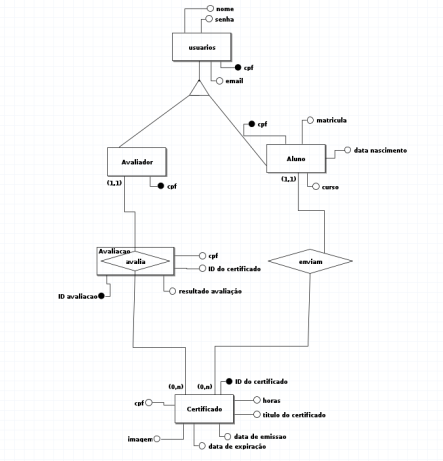 nome
senha
usuarios
cpf
email
cpf
matricula
data nascimento
Avaliador
Aluno
(1,1)
cpf
(1,1)
curso
Avaliacao
avalia
cpf
ID do certificado
enviam
ID avaliacao
resultado avaliação
(0,n)
(0,n)
ID do certificado
cpf
horas
Certificado
titulo do certificado
imagem
data de emissao
data de expiração